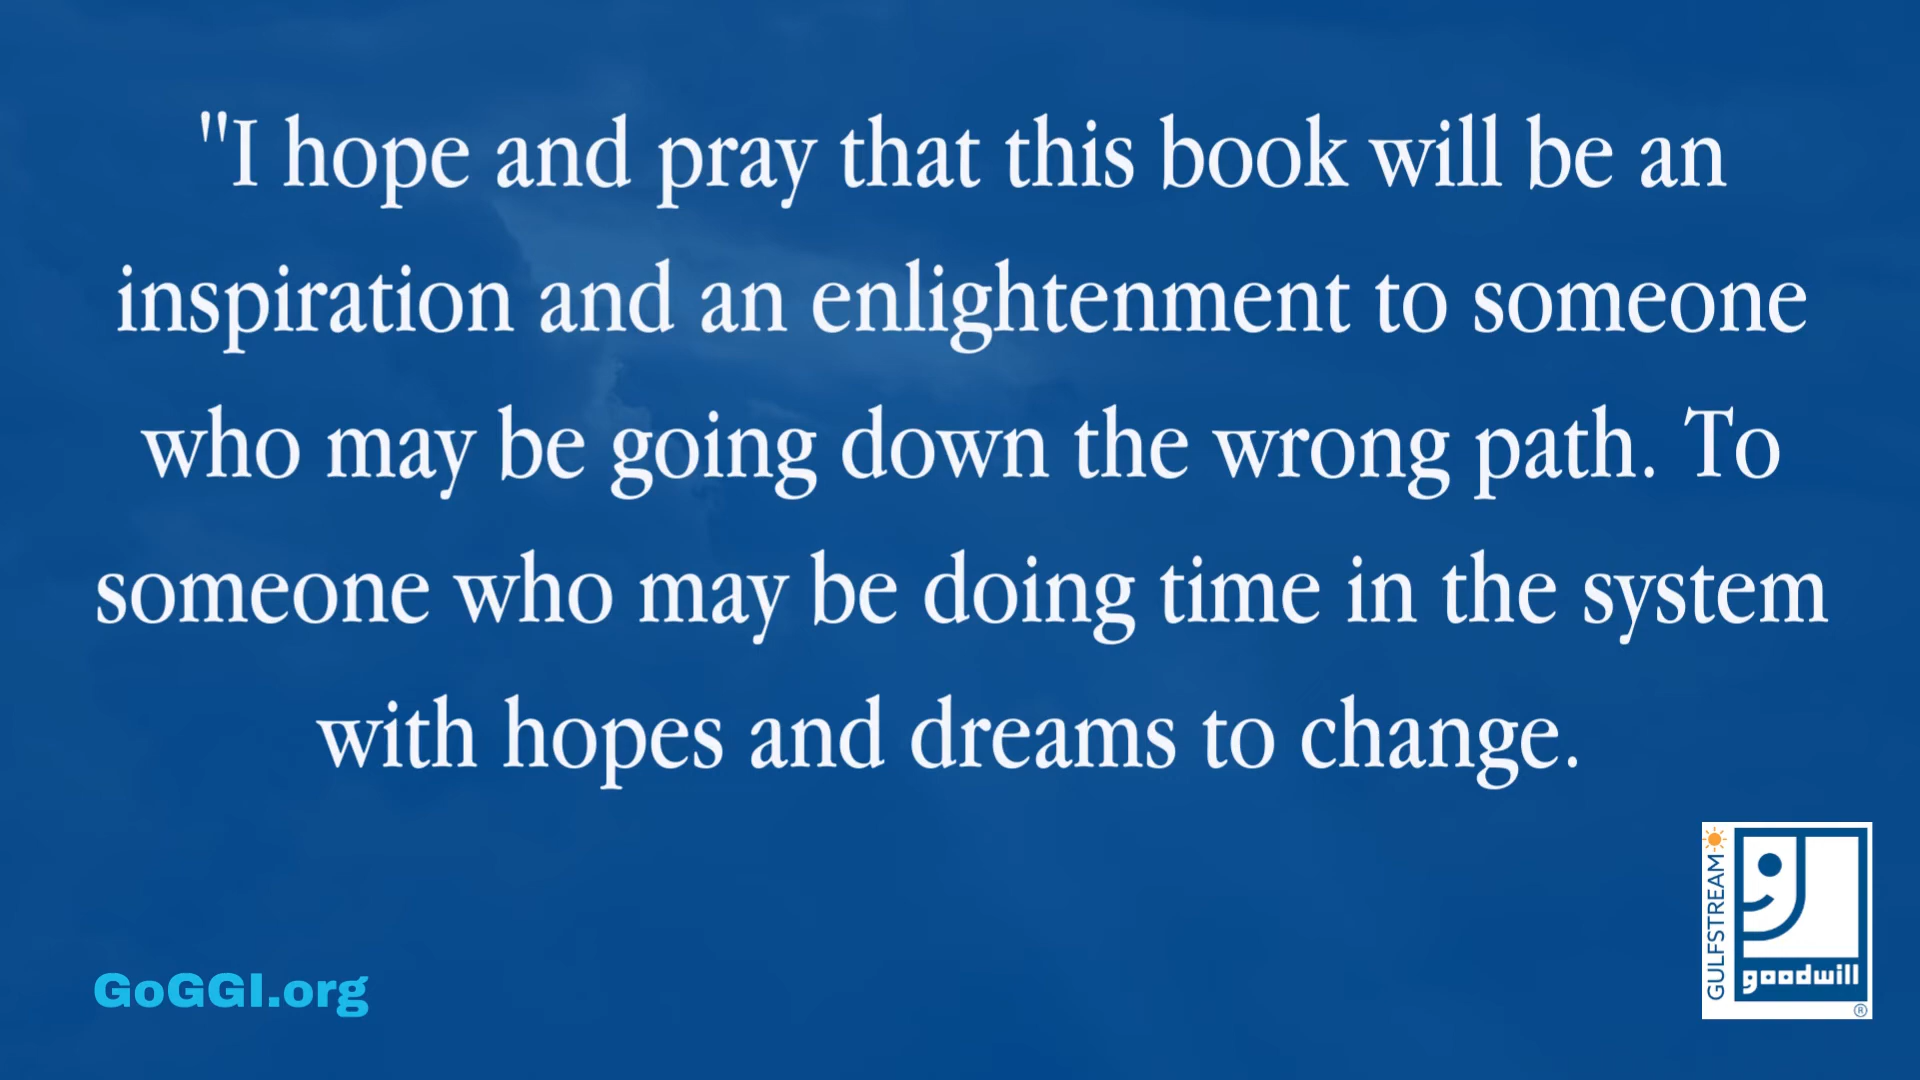 "I hope and pray that this book will be an
inspiration and an enlightenment to someone
who may be going down the wrong path. To
someone who may be doing time in the system
with hopes and dreams to change.
GoGGI.org
GULFSTREAM
goodwill
®